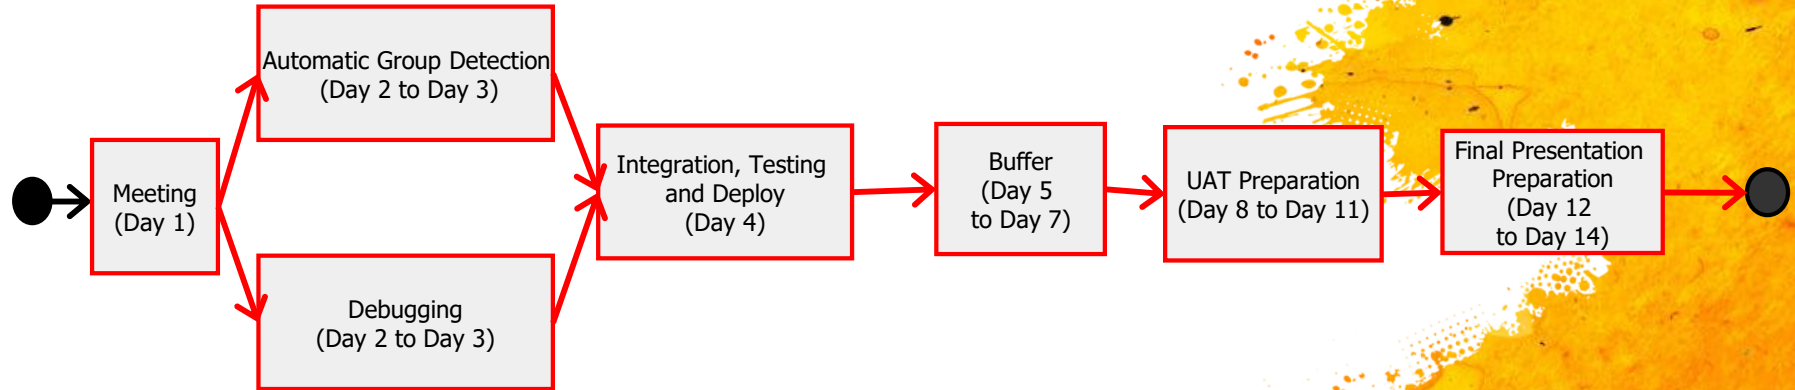 Meeting
(Day 1)
Automatic Group Detection
(Day 2 to Day 3)
Debugging
(Day 2 to Day 3)
Integration, Testing
and Deploy
(Day 4)
Buffer
(Day 5
to Day 7)
UAT Preparation
(Day 8 to Day 11)
Final Presentation
Preparation
(Day 12
to Day 14)